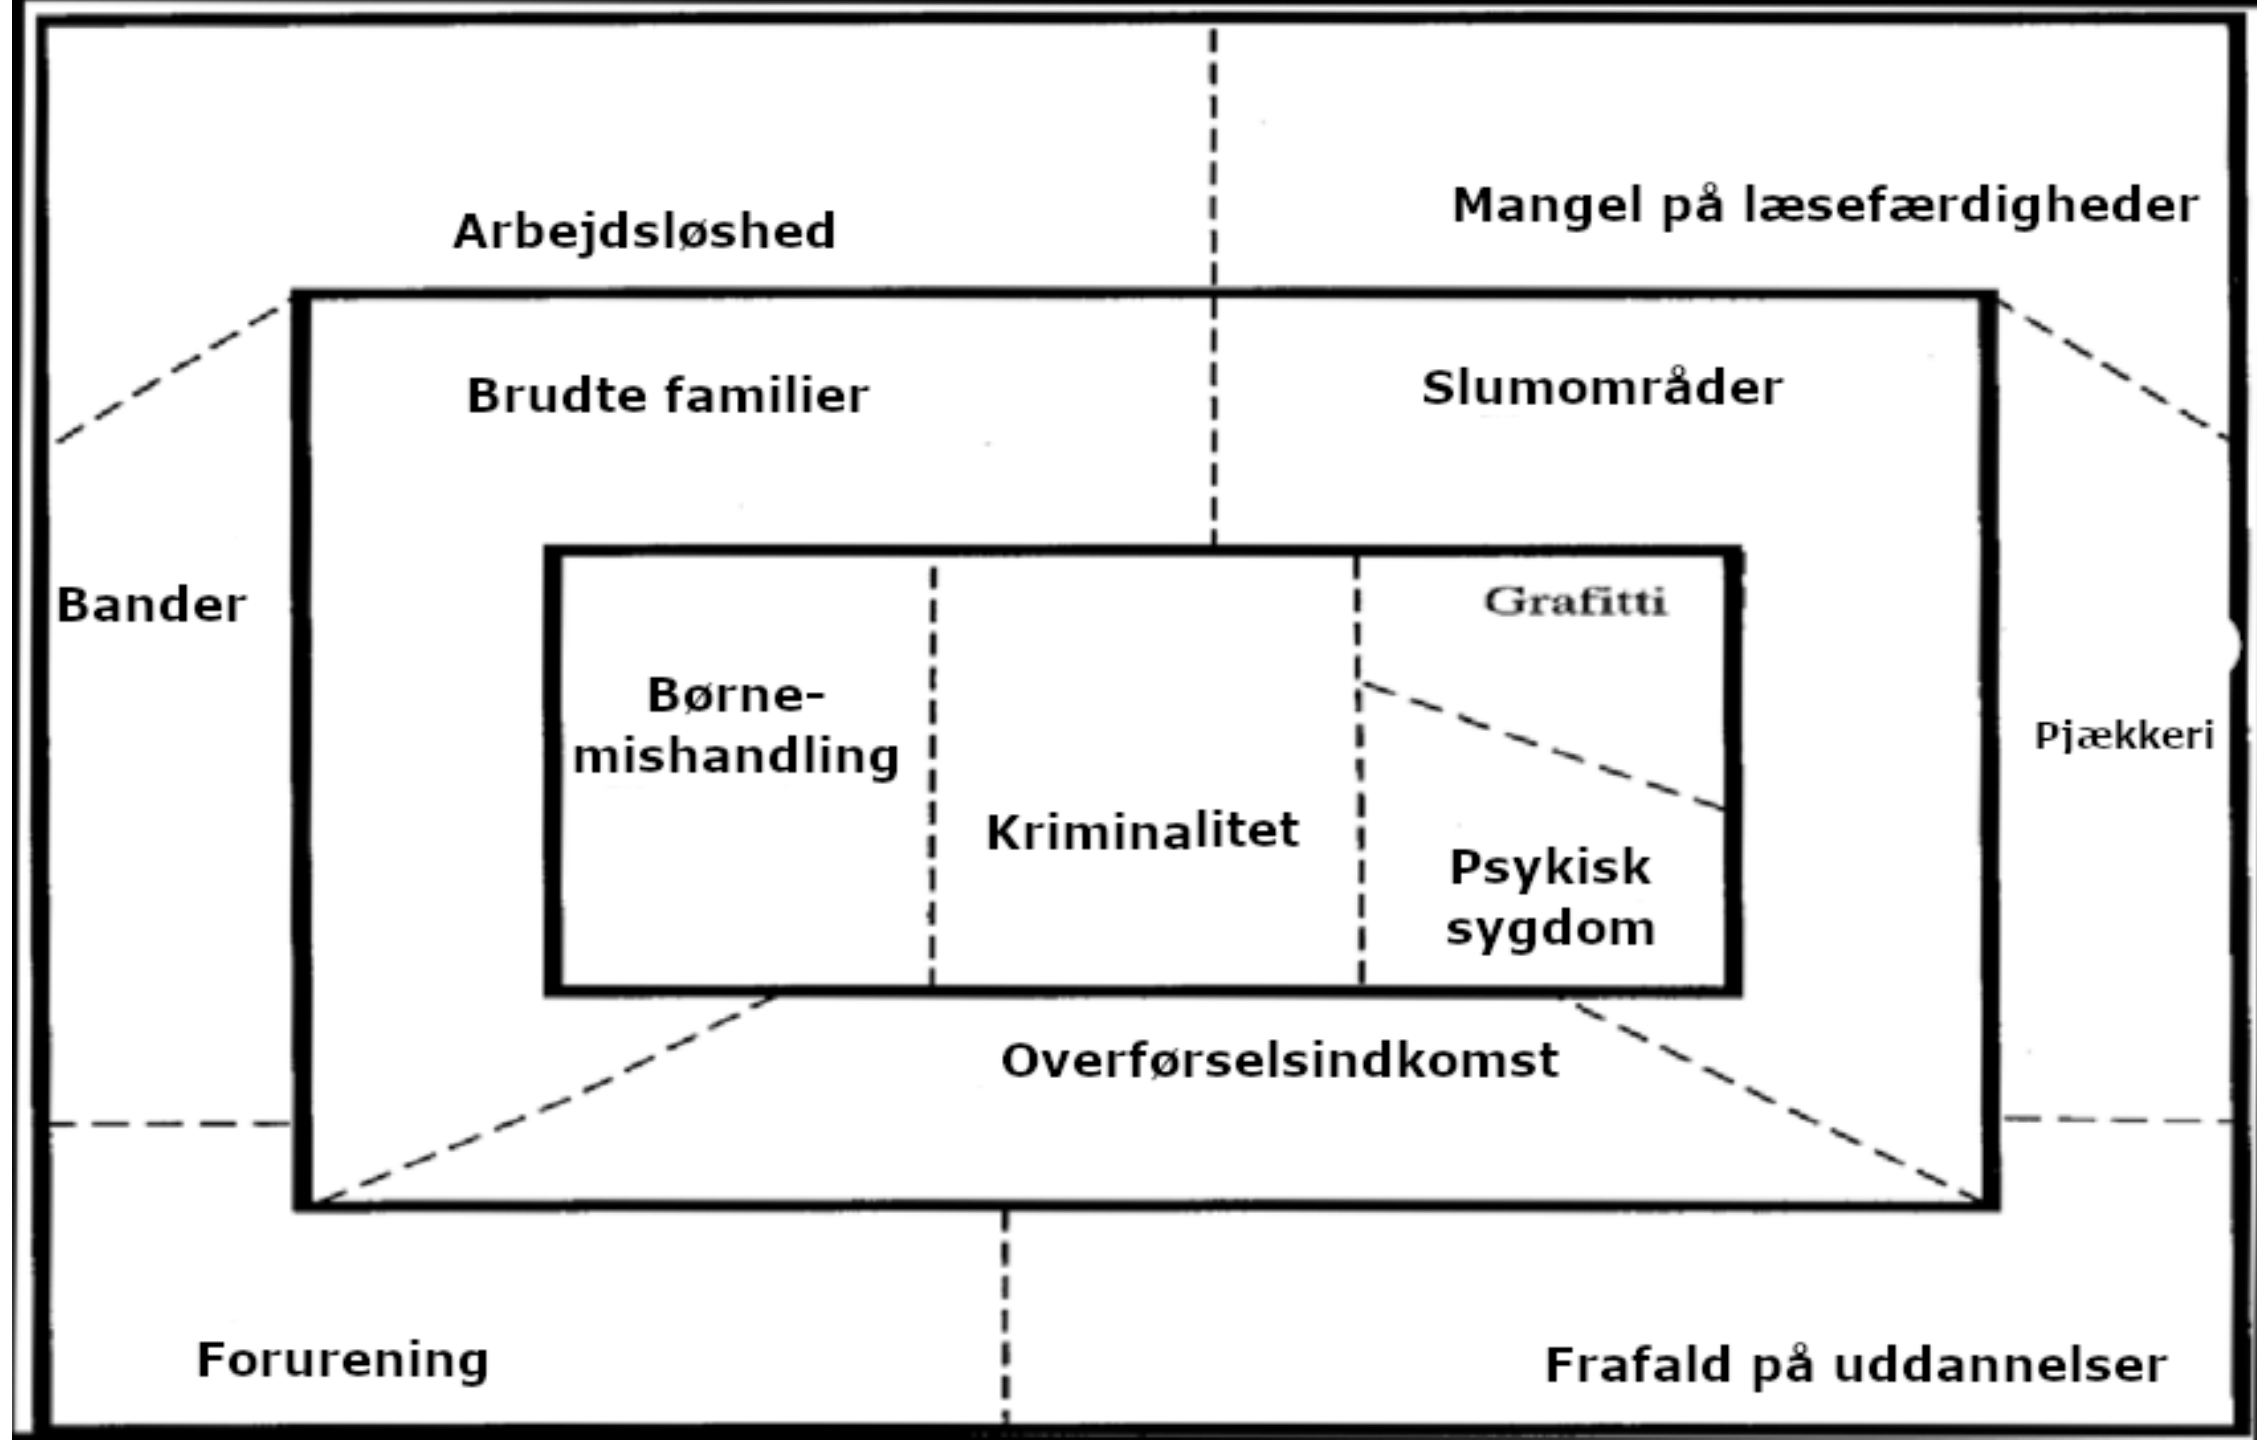 Arbejdsløshed
Mangel på læsefærdigheder
Brudte familier
Slumområder
Bander
Grafitti
Børne-
mishandling
Pjækkeri
Kriminalitet
Psykisk
sygdom
Overførselsindkomst
Forurening
Frafald på uddannelser